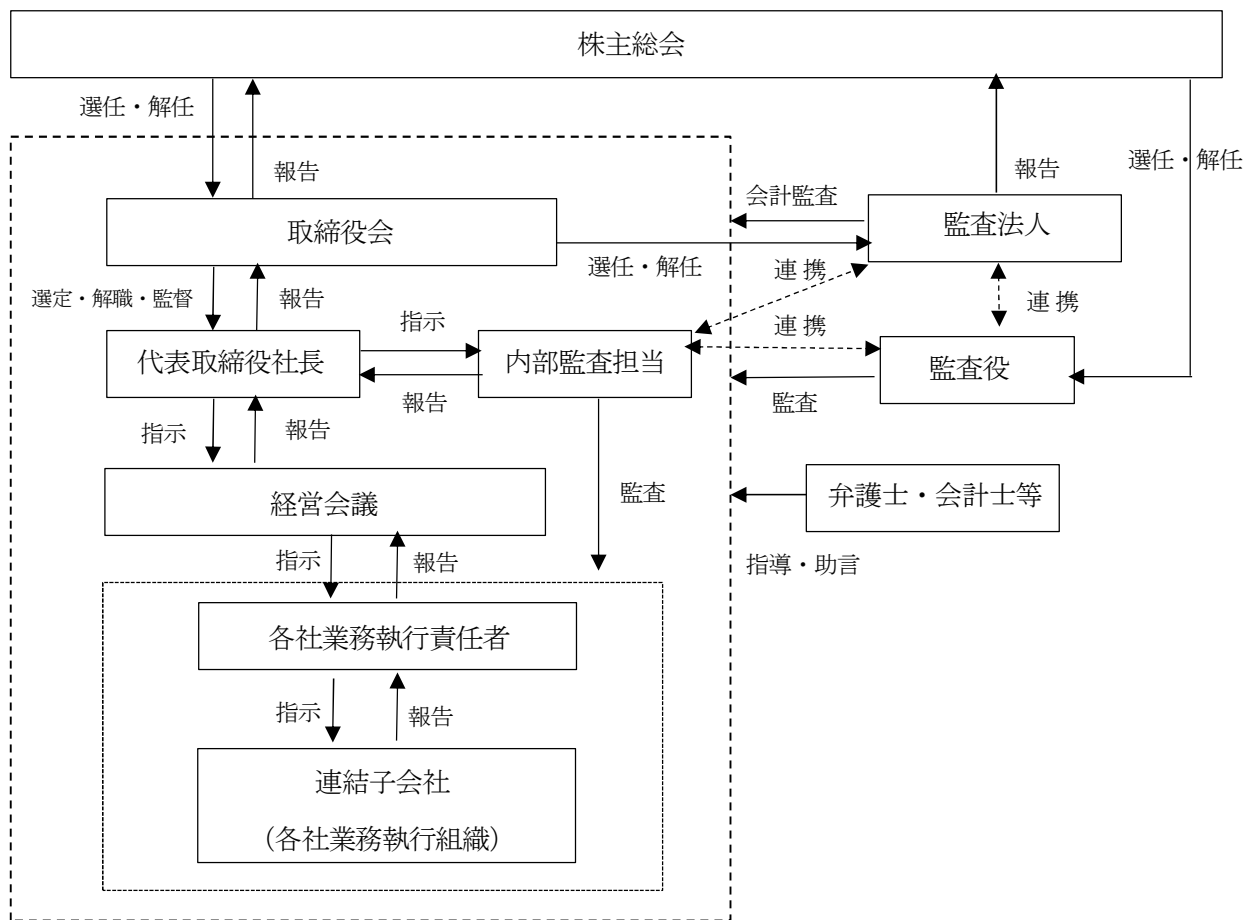 株主総会
選任・解任
報告
報告
選任・解任
取締役会
会計監査
監査法人
選任・解任
連 携
選定・解職・監督
報告
指示
連 携
連 携
代表取締役社長
内部監査担当
監査役
報告
監査
指示
報告
経営会議
監査
弁護士・会計士等
指示
報告
指導・助言
各社業務執行責任者
指示
報告
連結子会社
(各社業務執行組織)